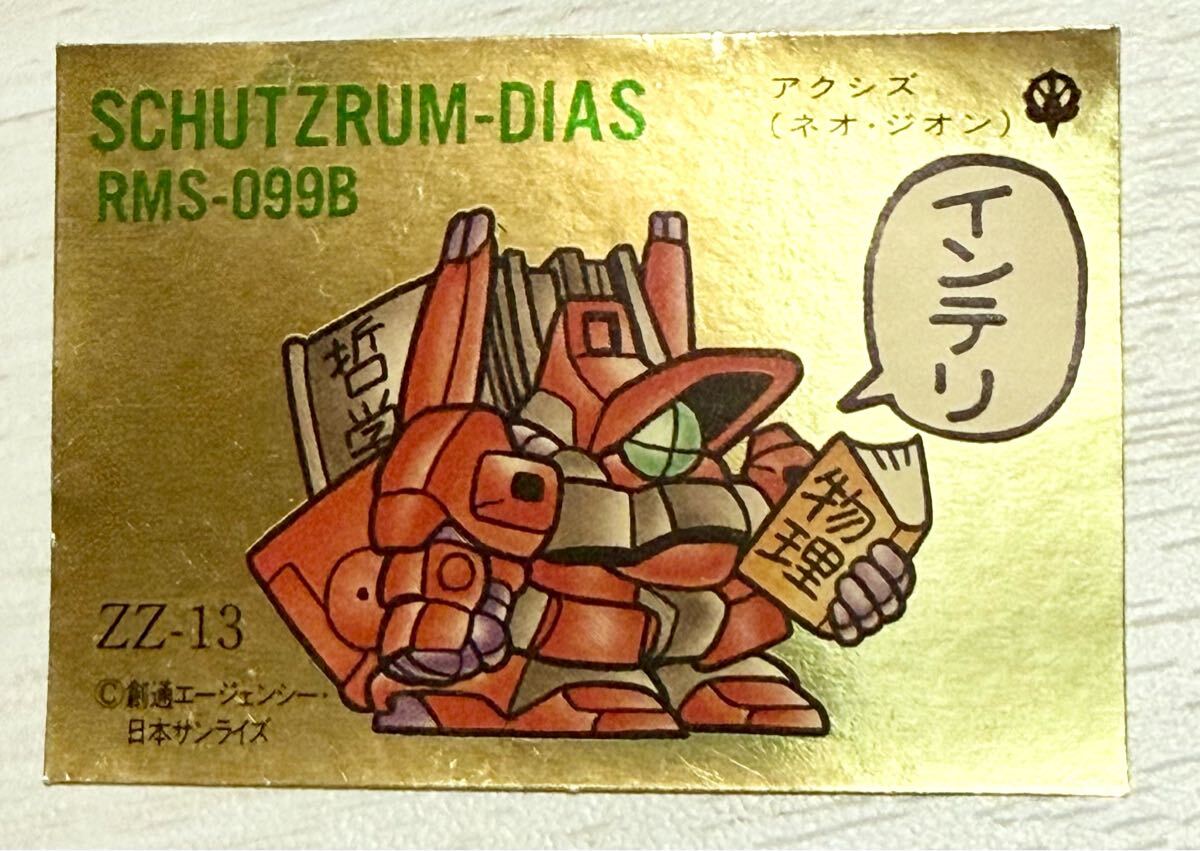 SCHUTZRUM-DIAS
RMS-099B
アクシズ
(ネオ・ジオン)
インテリ
哲学
物理
ZZ-13
©創通エージェンシー・
日本サンライズ